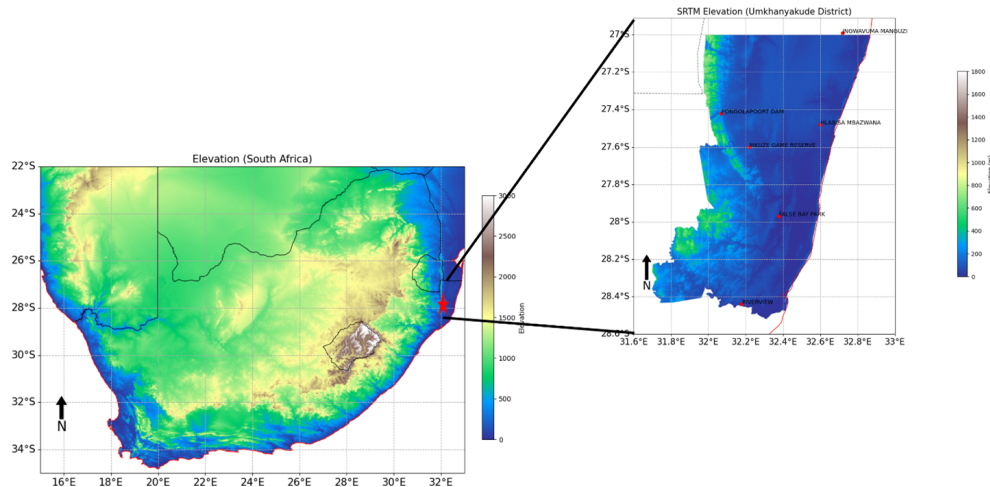 Elevation (South Africa)
22°S
24°S
26°S
28°S
30°S
32°S
34°S
16°E
18°E
20°E
22°E
24°E
26°E
28°E
30°E
32°E
N
3000
2500
2000
1500
1000
500
0
Elevation
SRTM Elevation (Umkhanyakude District)
27°S
27.2°S
27.4°S
27.6°S
27.8°S
28°S
28.2°S
28.4°S
28.6°S
31.6°E
31.8°E
32°E
32.2°E
32.4°E
32.6°E
32.8°E
33°E
INGWAVUMA MANGUZI
PONGOLAPOORT DAM
HLABISA MBAZWANA
MKUZE GAME RESERVE
FALSE BAY PARK
RIVERVIEW
N
1800
1600
1400
1200
1000
800
600
400
200
0